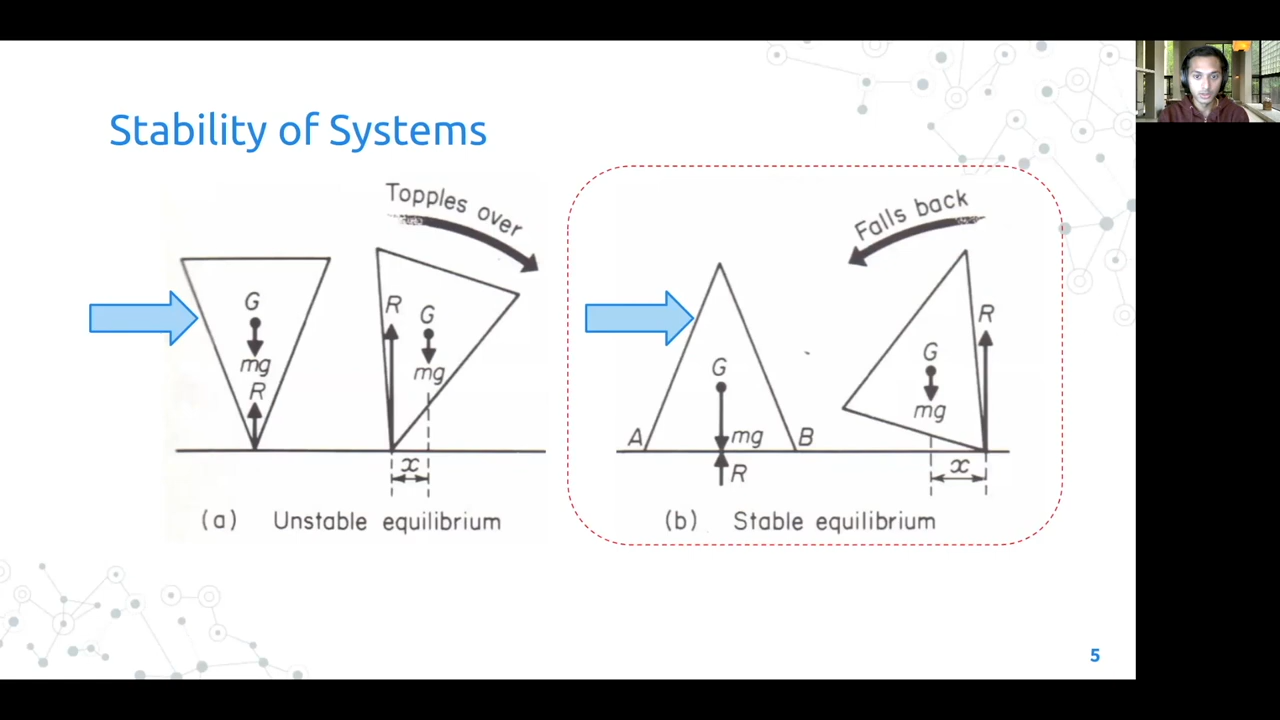 Stability of Systems
Topples over
G
mg
R
R
G
mg
x
(a) Unstable equilibrium
Falls back
G
A
mg
B
R
R
G
mg
x
(b) Stable equilibrium
5